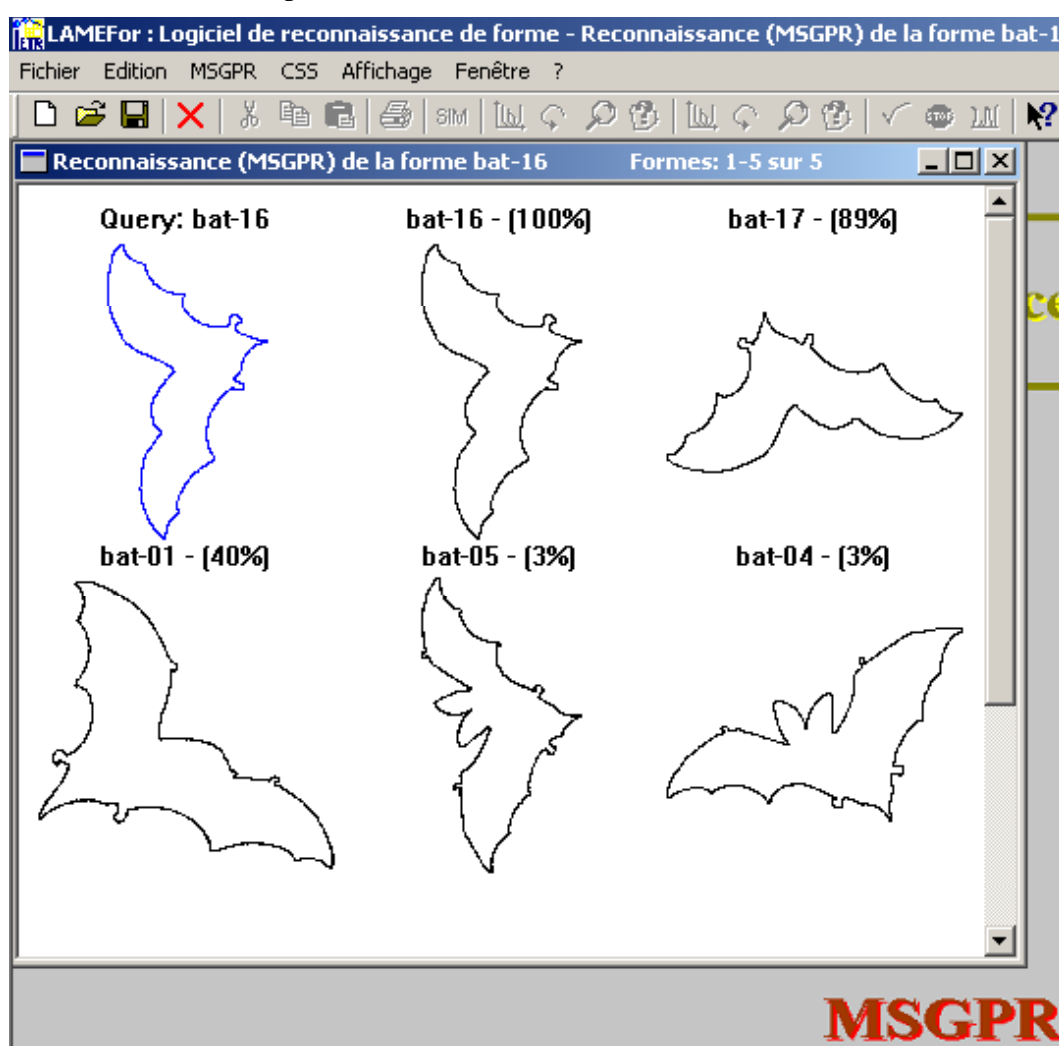 LAMEFor : Logiciel de reconnaissance de forme - Reconnaissance (MSGPR) de la forme bat-1
Fichier Edition MSGPR CSS Affichage Fenêtre ?
SIM STOP
Reconnaissance (MSGPR) de la forme bat-16 Formes: 1-5 sur 5
Query: bat-16 bat-16 - (100%) bat-17 - (89%)
ce
bat-01 - (40%) bat-05 - (3%) bat-04 - (3%)
MSGPR